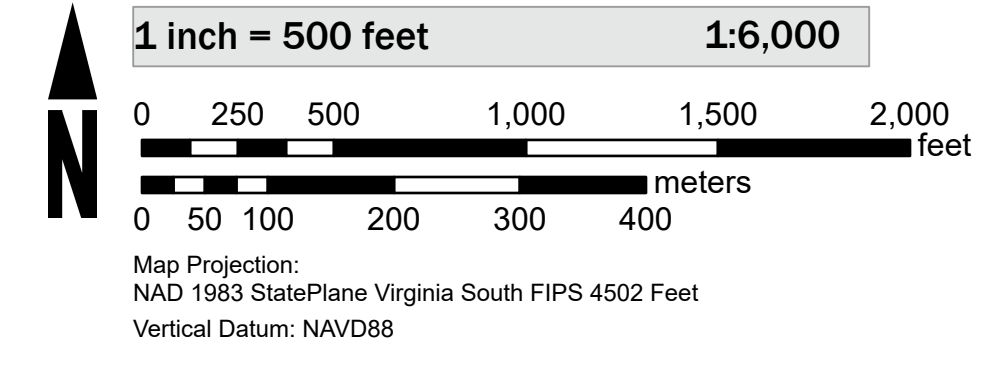 1 inch = 500 feet 1:6,000
0 250 500 1,000 1,500 2,000
feet
meters
0 50 100 200 300 400
N
Map Projection:
NAD 1983 StatePlane Virginia South FIPS 4502 Feet
Vertical Datum: NAVD88